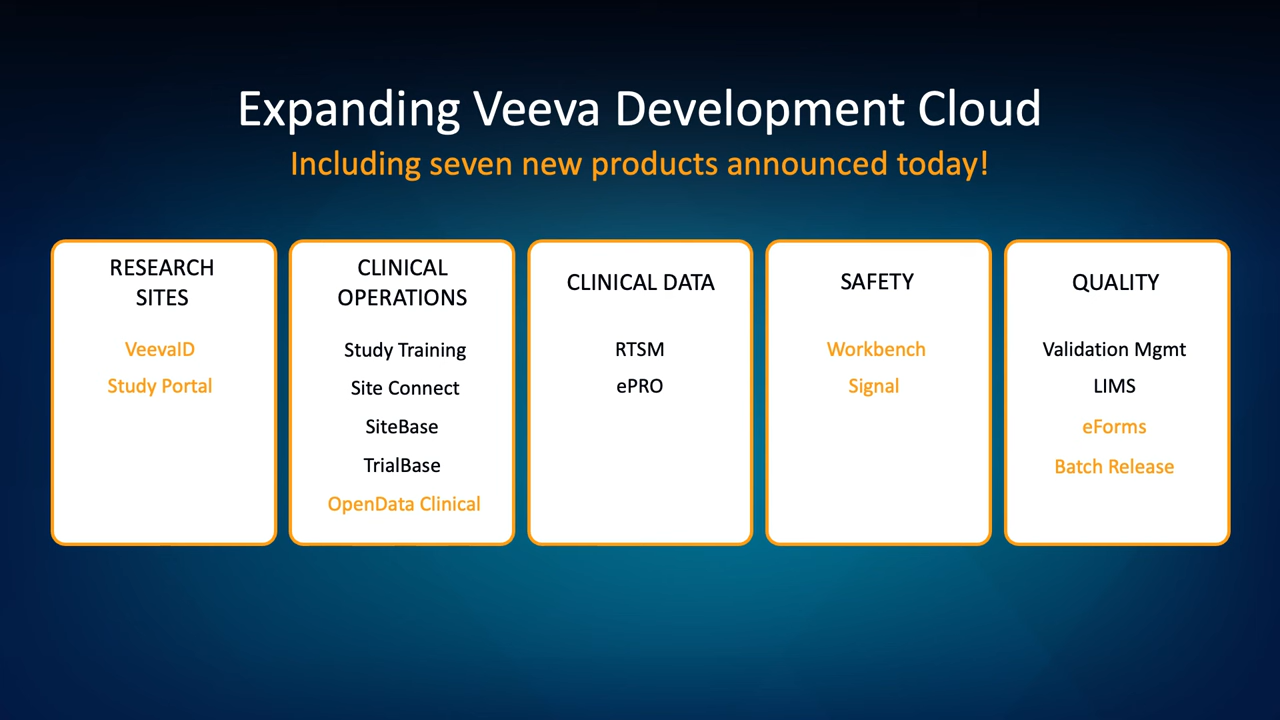 Expanding Veeva Development Cloud
Including seven new products announced today!
RESEARCH
SITES
VeevaID
Study Portal
CLINICAL
OPERATIONS
Study Training
Site Connect
SiteBase
TrialBase
OpenData Clinical
CLINICAL DATA
RTSM
ePRO
SAFETY
Workbench
Signal
QUALITY
Validation Mgmt
LIMS
eForms
Batch Release